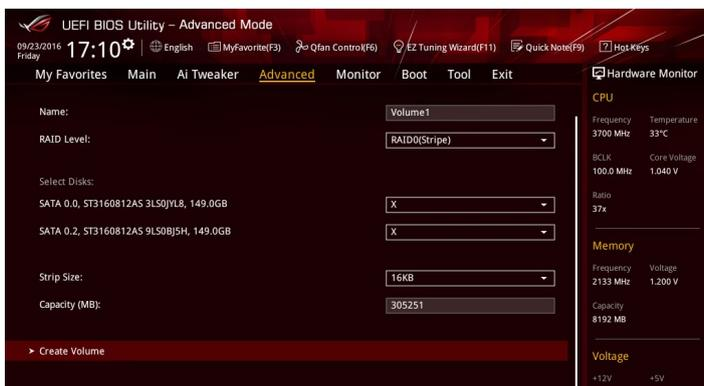 UEFI BIOS Utility – Advanced Mode
09/23/2016 Friday 17:10 English MyFavorite(F3) Qfan Control(F6) EZ Tuning Wizard(F11) Quick Note(F9) Hot Keys
My Favorites Main Ai Tweaker Advanced Monitor Boot Tool Exit
Hardware Monitor
Name: Volume1
RAID Level: RAID0(Stripe)
Select Disks:
SATA 0.0, ST3160812AS 3LS0JYL8, 149.0GB X
SATA 0.2, ST3160812AS 9LS0BJ5H, 149.0GB X
Strip Size: 16KB
Capacity (MB): 305251
> Create Volume
CPU
Frequency Temperature
3700 MHz 33°C
BCLK Core Voltage
100.0 MHz 1.040 V
Ratio
37x
Memory
Frequency Voltage
2133 MHz 1.200 V
Capacity
8192 MB
Voltage
+12V +5V